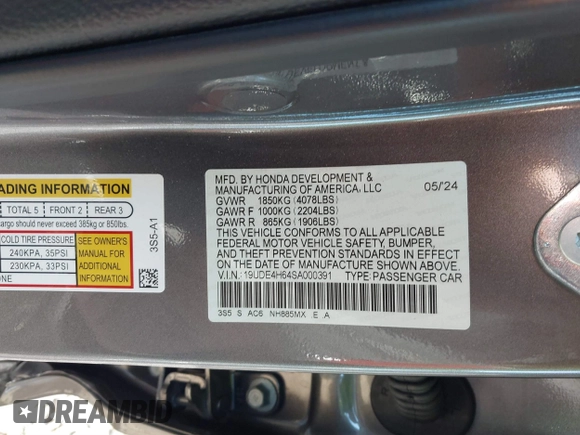 ADING INFORMATION
TOTAL 5 FRONT 2 REAR 3
cargo should never exceed 385kg or 850lbs.
COLD TIRE PRESSURE
240KPA, 35PSI
230KPA, 33PSI
NONE
SEE OWNER'S
MANUAL FOR
ADDITIONAL
INFORMATION
3S5-A1
MFD. BY HONDA DEVELOPMENT &
MANUFACTURING OF AMERICA, LLC 05/'24
GVWR 1850KG (4078LBS)
GAWR F 1000KG (2204LBS)
GAWR R 865KG (1906LBS)
THIS VEHICLE CONFORMS TO ALL APPLICABLE
FEDERAL MOTOR VEHICLE SAFETY, BUMPER,
AND THEFT PREVENTION STANDARDS IN EFFECT
ON THE DATE OF MANUFACTURE SHOWN ABOVE.
V.I.N.: 19UDE4H64SA000391 TYPE PASSENGER CAR
3S5 S AC6 NH885MX E A
DREAMBID